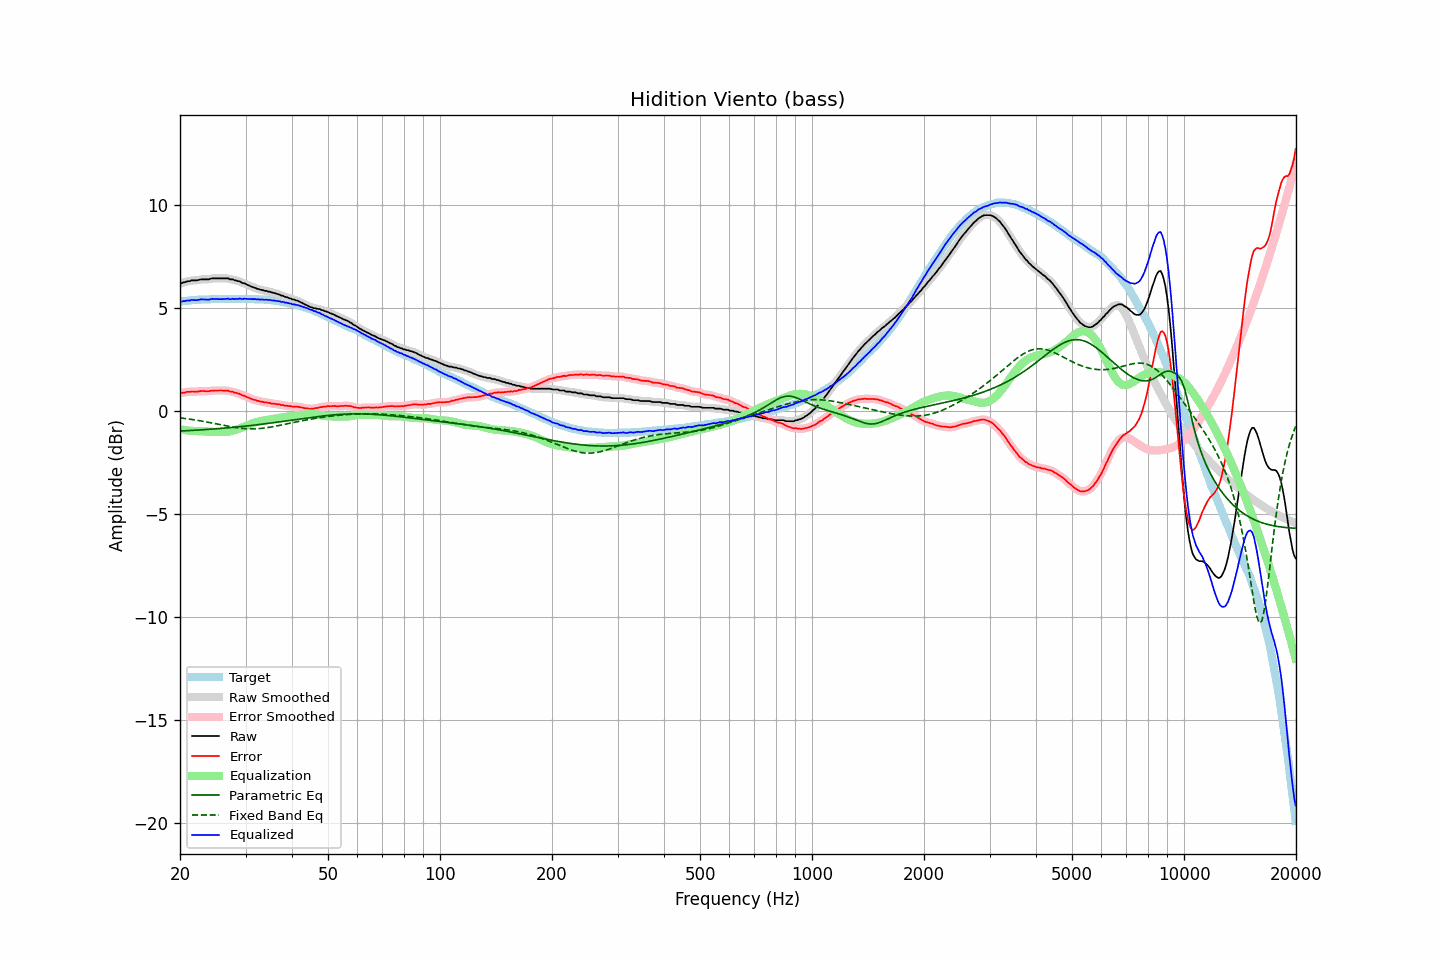 Hidition Viento (bass)
10
5
0
−5
−10
−15
−20
Amplitude (dBr)
Target
Raw Smoothed
Error Smoothed
Raw
Error
Equalization
Parametric Eq
Fixed Band Eq
Equalized
20 50 100 200 500 1000 2000 5000 10000 20000
Frequency (Hz)